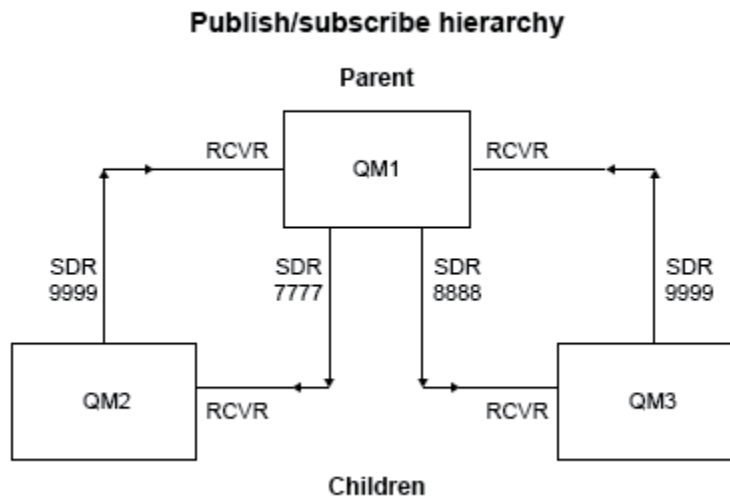 Publish/subscribe hierarchy
Parent
RCVR
QM1
RCVR
SDR
9999
SDR
7777
SDR
8888
SDR
9999
QM2
RCVR
RCVR
QM3
Children